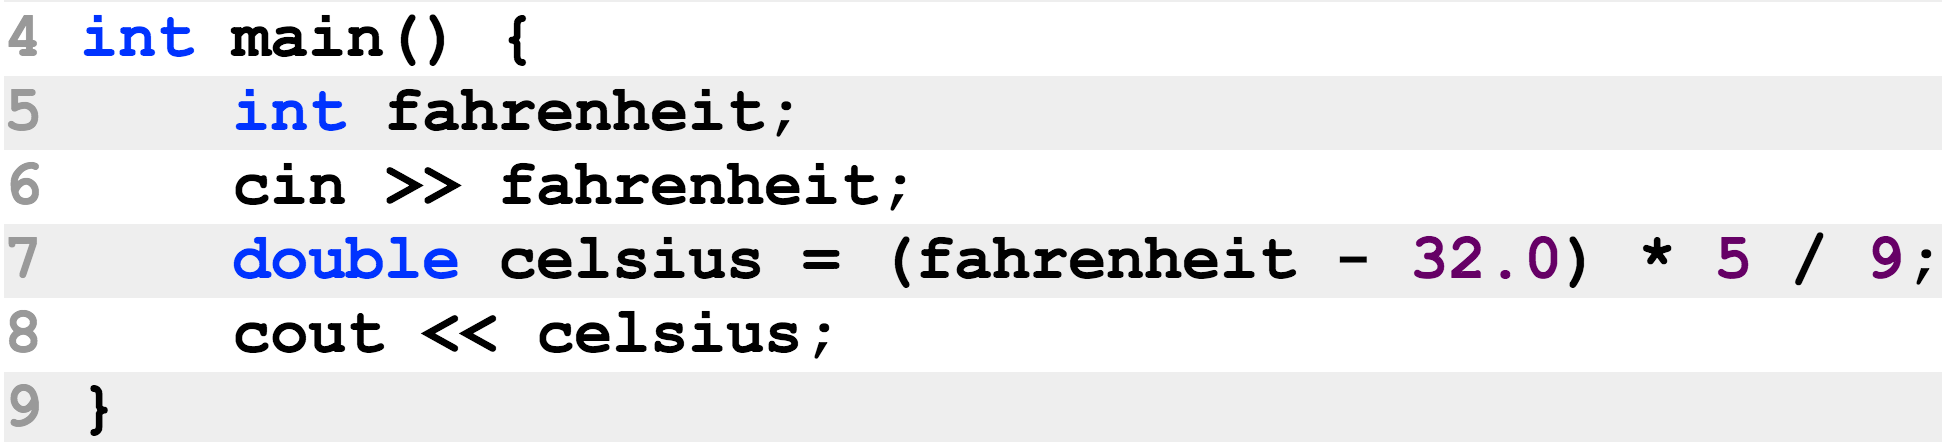 4 int main() {
5     int fahrenheit;
6     cin >> fahrenheit;
7     double celsius = (fahrenheit - 32.0) * 5 / 9;
8     cout << celsius;
9 }